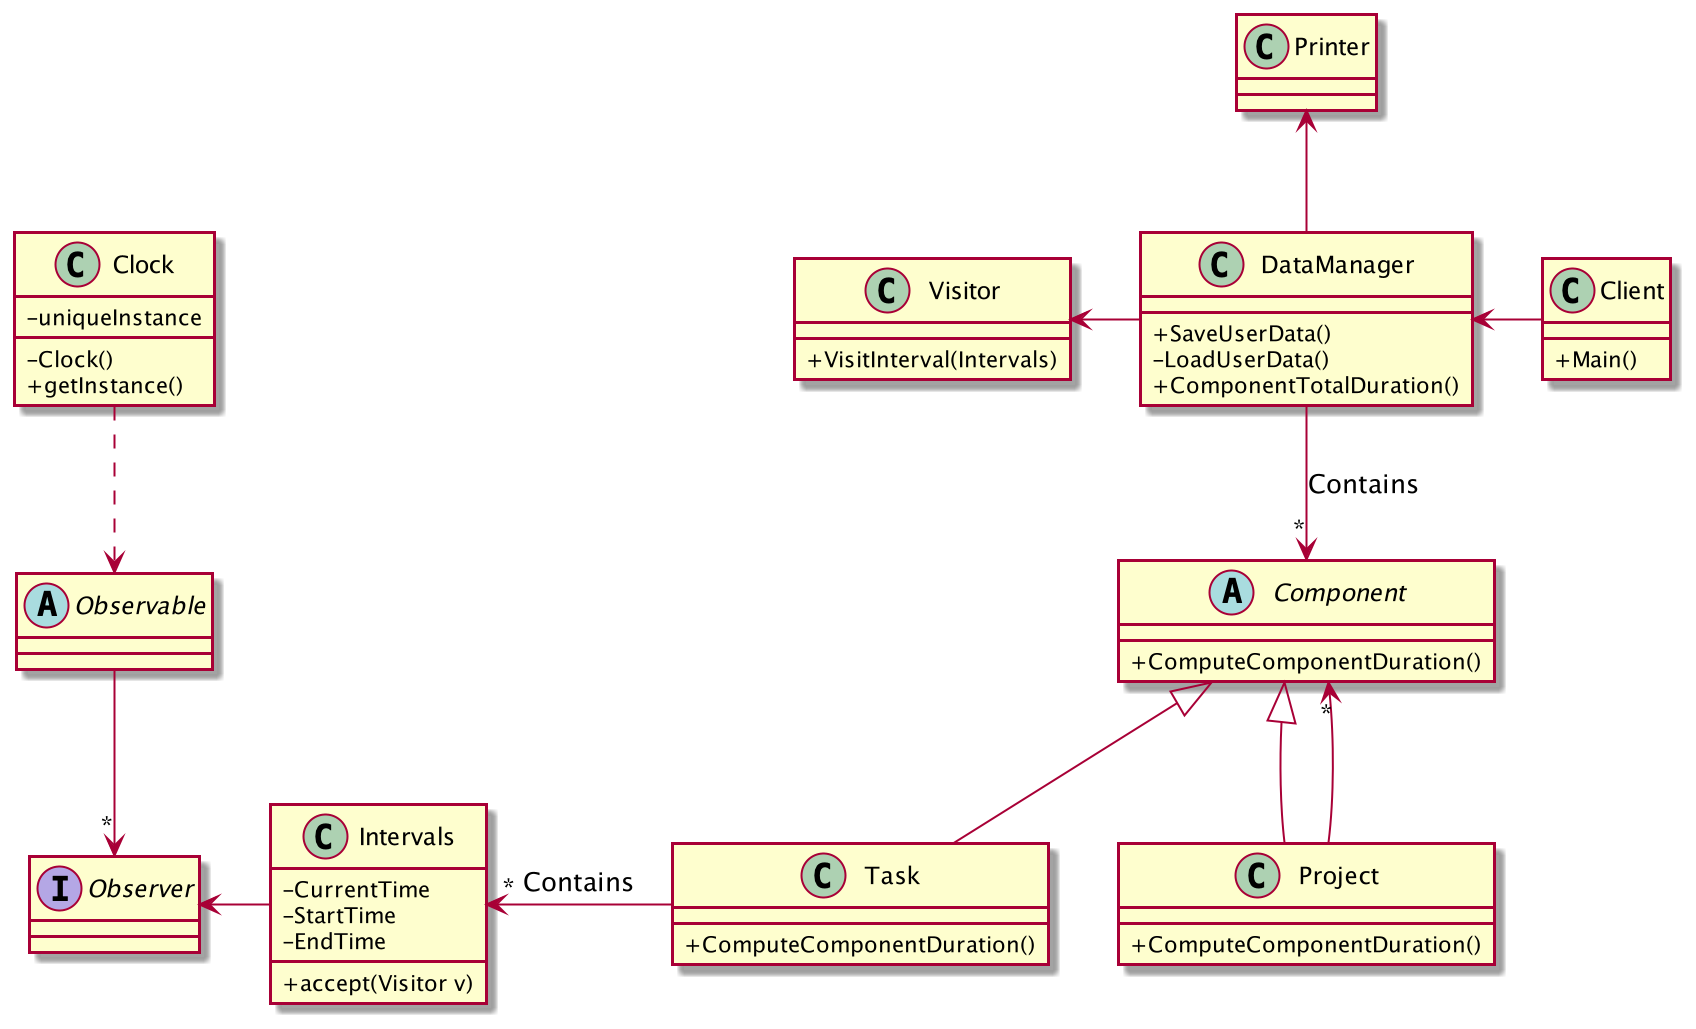 C Printer
C Clock
-uniqueInstance
-Clock()
+getInstance()
C Visitor
+VisitInterval(Intervals)
C DataManager
+SaveUserData()
-LoadUserData()
+ComponentTotalDuration()
C Client
+Main()
Contains
*
A Observable
A Component
+ComputeComponentDuration()
*
*
I Observer
C Intervals
-CurrentTime
-StartTime
-EndTime
+accept(Visitor v)
* Contains
C Task
+ComputeComponentDuration()
C Project
+ComputeComponentDuration()